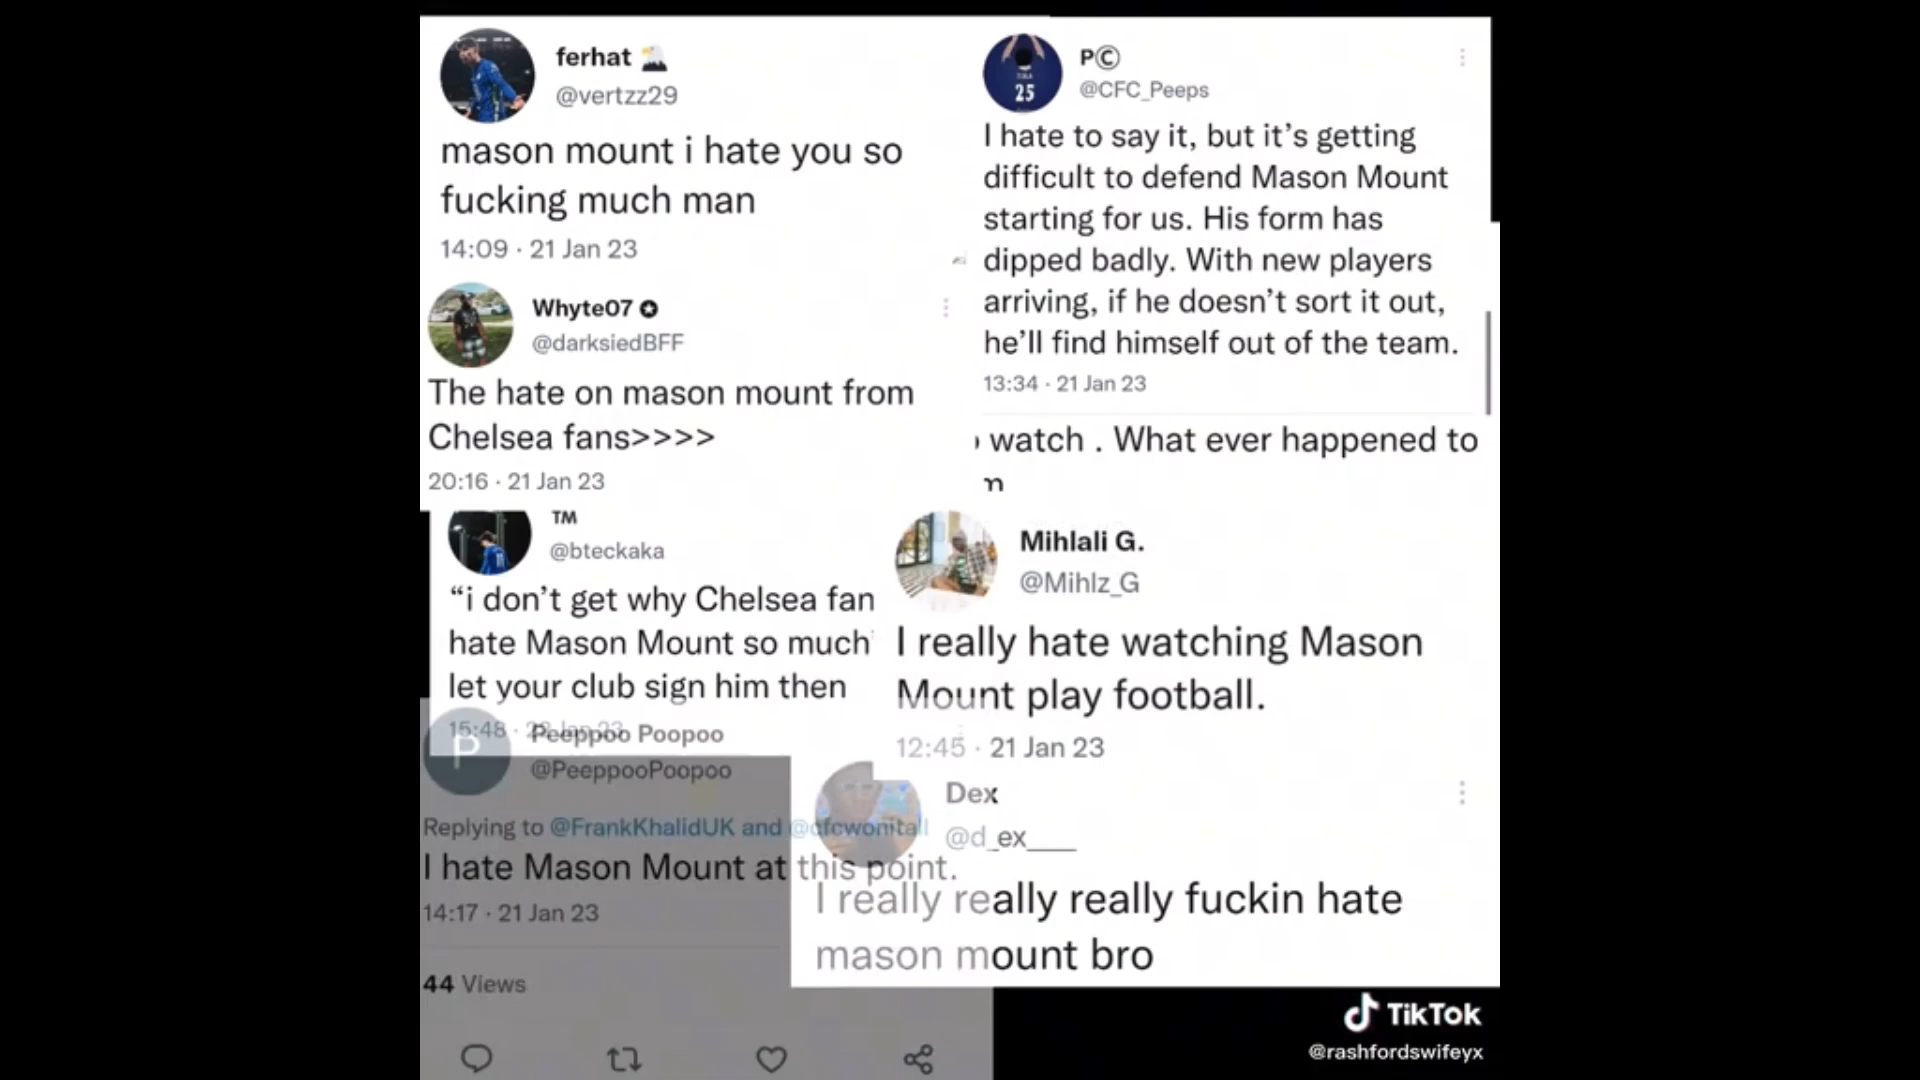 ferhat
@vertzz29
mason mount i hate you so
fucking much man
14:09 · 21 Jan 23
Whyte07
@darksiedBFF
The hate on mason mount from
Chelsea fans>>>>
20:16 · 21 Jan 23
TM
@bteckaka
“i don’t get why Chelsea fan
hate Mason Mount so much
let your club sign him then
15:48 ·
Peeppoo Poopoo
@PeeppooPoopoo
P
Replying to @FrankKhalidUK and @cfcwonitall
I hate Mason Mount at this point.
14:17 · 21 Jan 23
44 Views
P©
@CFC_Peeps
25
I hate to say it, but it’s getting
difficult to defend Mason Mount
starting for us. His form has
dipped badly. With new players
arriving, if he doesn’t sort it out,
he’ll find himself out of the team.
13:34 · 21 Jan 23
watch . What ever happened to
m
Mihlali G.
@Mihlz_G
I really hate watching Mason
Mount play football.
12:45 · 21 Jan 23
Dex
@d_ex____
I really really really fuckin hate
mason mount bro
TikTok
@rashfordswifeyx